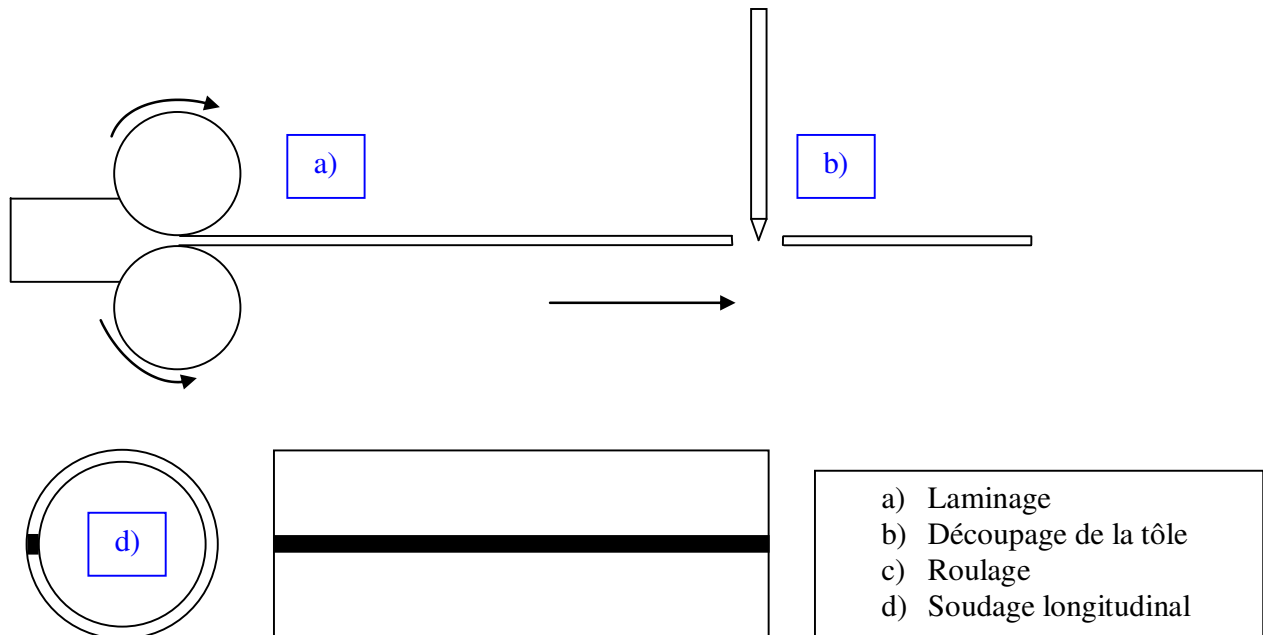 a)
b)
d)
a) Laminage
b) Découpage de la tôle
c) Roulage
d) Soudage longitudinal